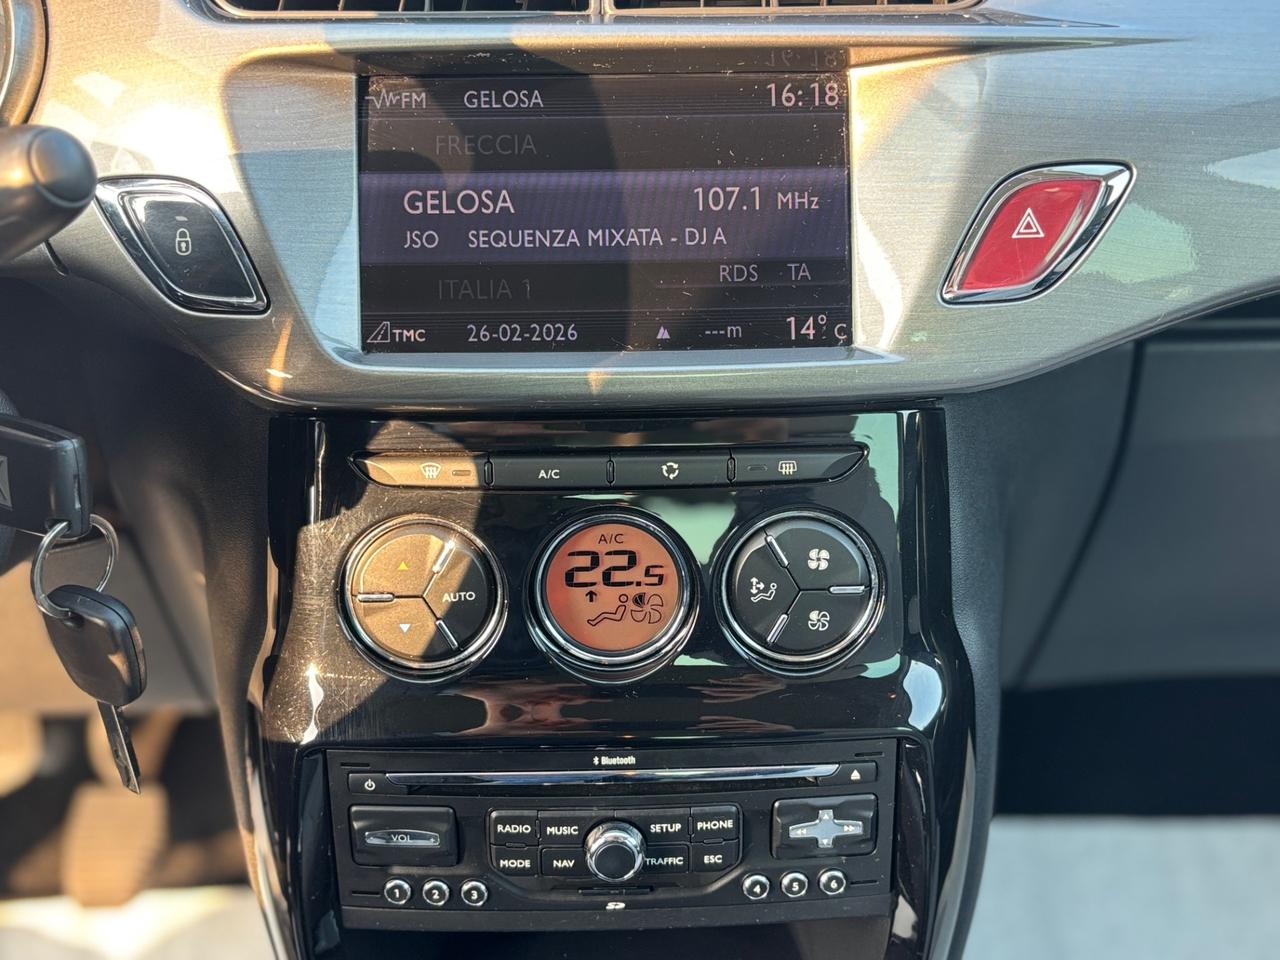 FM GELOSA 16:18
FRECCIA
GELOSA 107.1 MHz
JSO SEQUENZA MIXATA - DJ A
RDS TA
ITALIA 1
TMC 26-02-2026 ---m 14° C
A/C
A/C
22.5
AUTO
Bluetooth
VOL
RADIO MUSIC SETUP PHONE
MODE NAV TRAFFIC ESC
1 2 3 4 5 6
SD